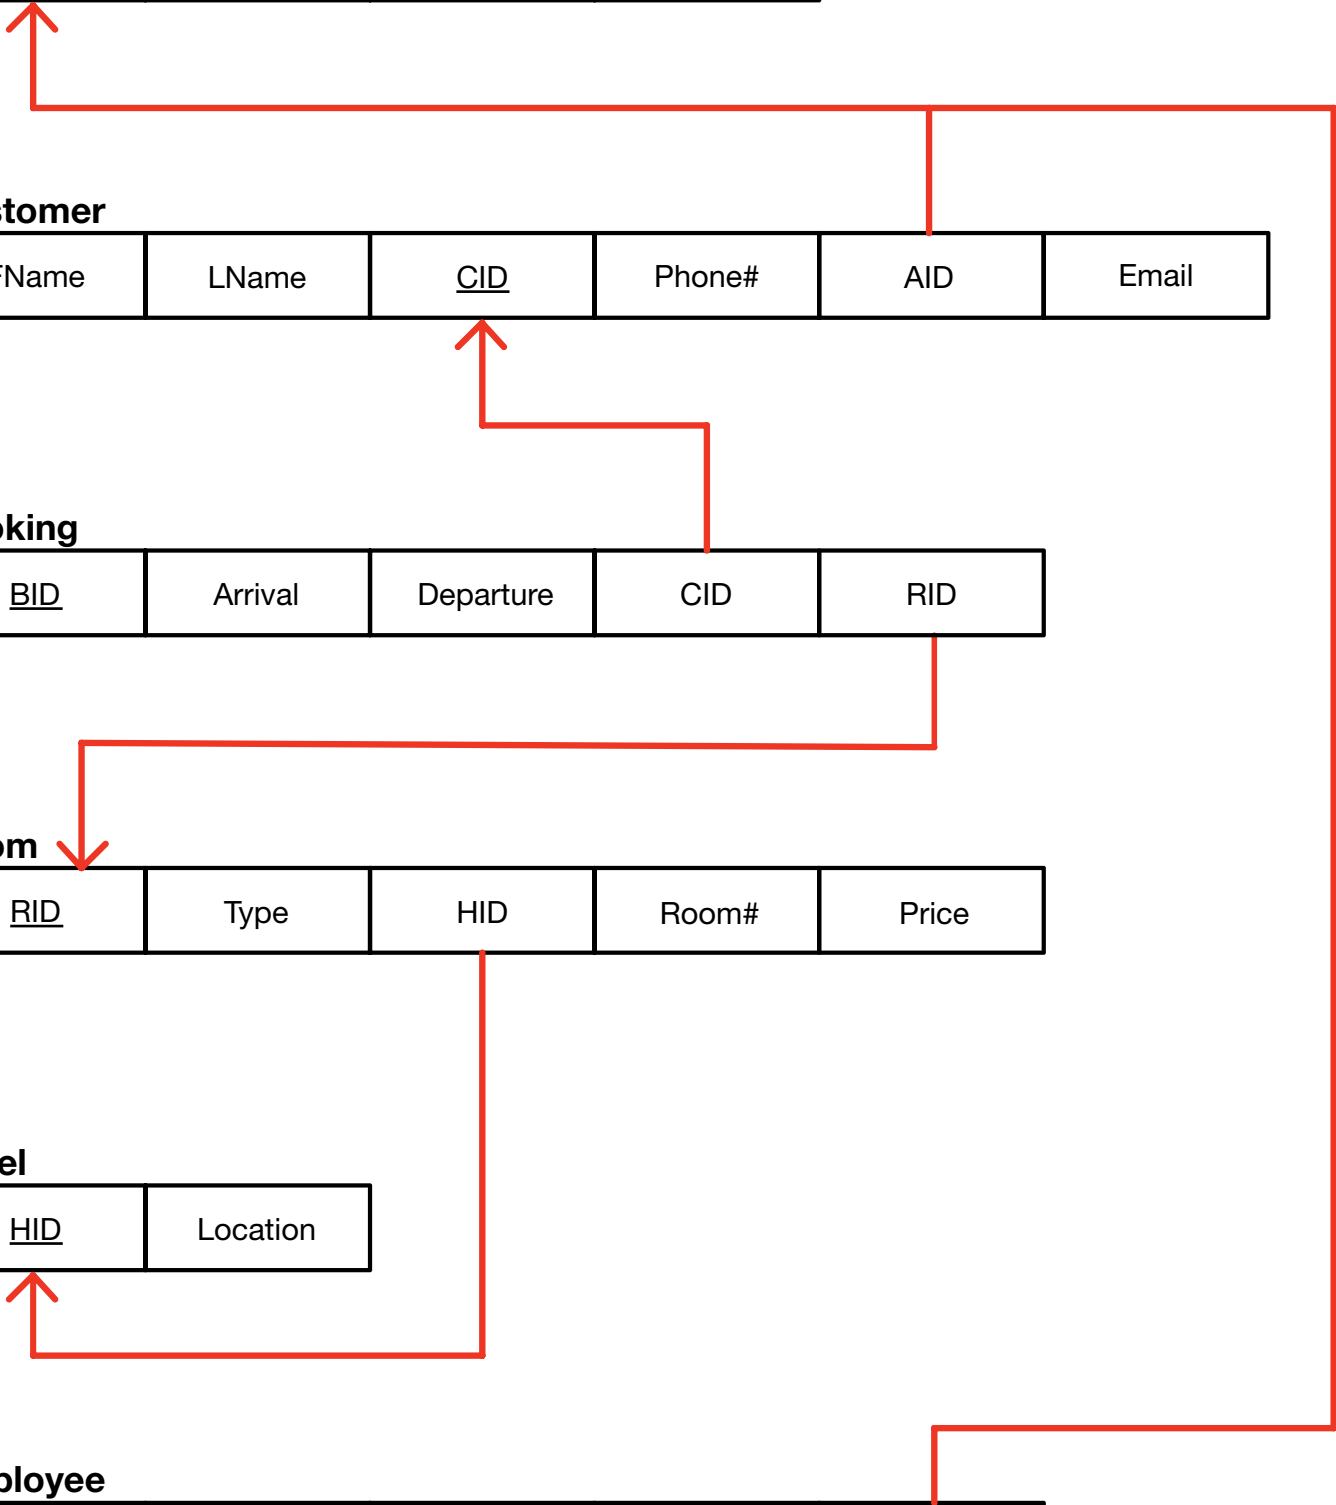 stomer
FName LName CID Phone# AID Email
oking
BID Arrival Departure CID RID
om
RID Type HID Room# Price
el
HID Location
ployee